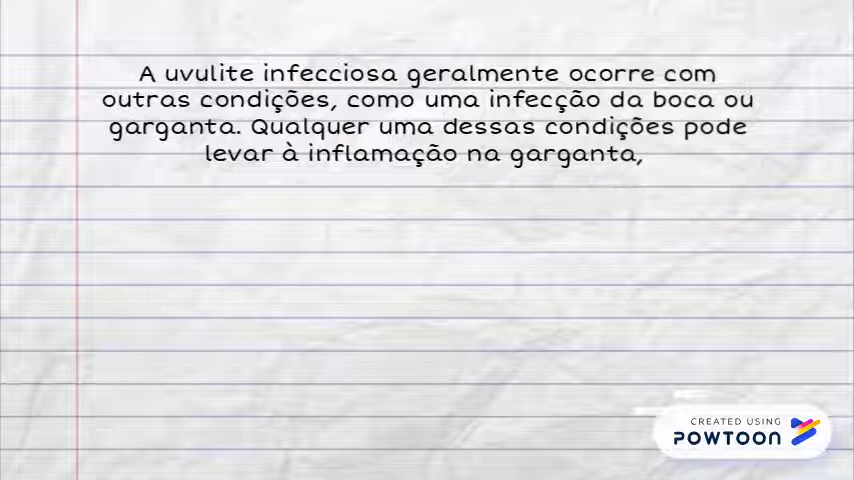 A uvulite infecciosa geralmente ocorre com
outras condições, como uma infecção da boca ou
garganta. Qualquer uma dessas condições pode
levar à inflamação na garganta,
CREATED USING
POWTOON